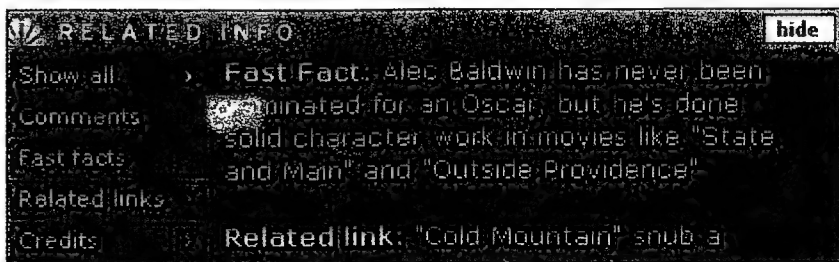 RELATED INFO
hide
Show all ›
Comments
Fast facts
Related links
Credits
Fast Fact: Alec Baldwin has never been
nominated for an Oscar, but he's done
solid character work in movies like "State
and Main" and "Outside Providence"
Related link: "Cold Mountain" snub a